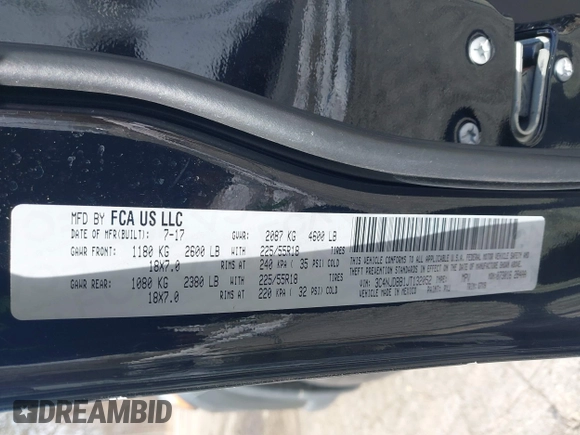 MFD BY FCA US LLC
DATE OF MFR(BUILT): 7-17 GVWR: 2087 KG 4600 LB
GAWR FRONT: 1180 KG 2600 LB WITH 225/55R18 TIRES
18X7.0 RIMS AT 240 KPA ( 35 PSI) COLD
GAWR REAR: 1080 KG 2380 LB WITH 225/55R18 TIRES
18X7.0 RIMS AT 220 KPA ( 32 PSI) COLD
THIS VEHICLE CONFORMS TO ALL APPLICABLE U.S.A. FEDERAL MOTOR VEHICLE SAFETY AND
THEFT PREVENTION STANDARDS IN EFFECT ON THE DATE OF MANUFACTURE SHOWN ABOVE.
VIN: TYPE: MPV
MADE IN MEXICO
DREAMBID